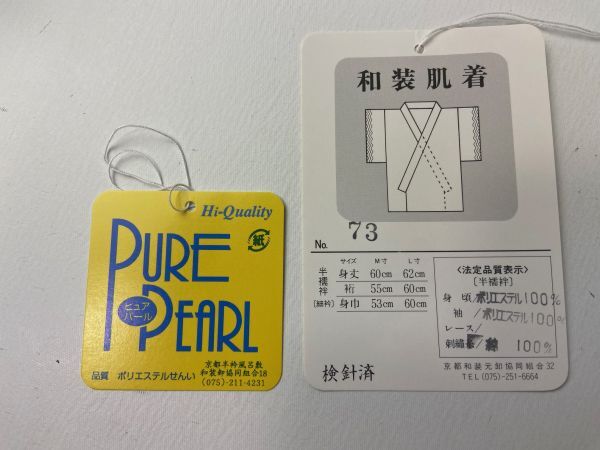 Hi-Quality
紙
PURE
ピュア
パール
PEARL
京都半衿風呂敷
和装卸協同組合18
品質 ポリエステルせんい
(075)-211-4231
和装肌着
No. 73
サイズ M寸 L寸
半襦袢
身丈 60cm 62cm
裄 55cm 60cm
[細衿] 身巾 53cm 60cm
検針済
〈法定品質表示〉
[半襦袢]
身頃/ポリエステル100%
袖/ポリエステル100%
レース/
刺繍 100%
京都和装元卸協同組合32
TEL(075)-251-6664